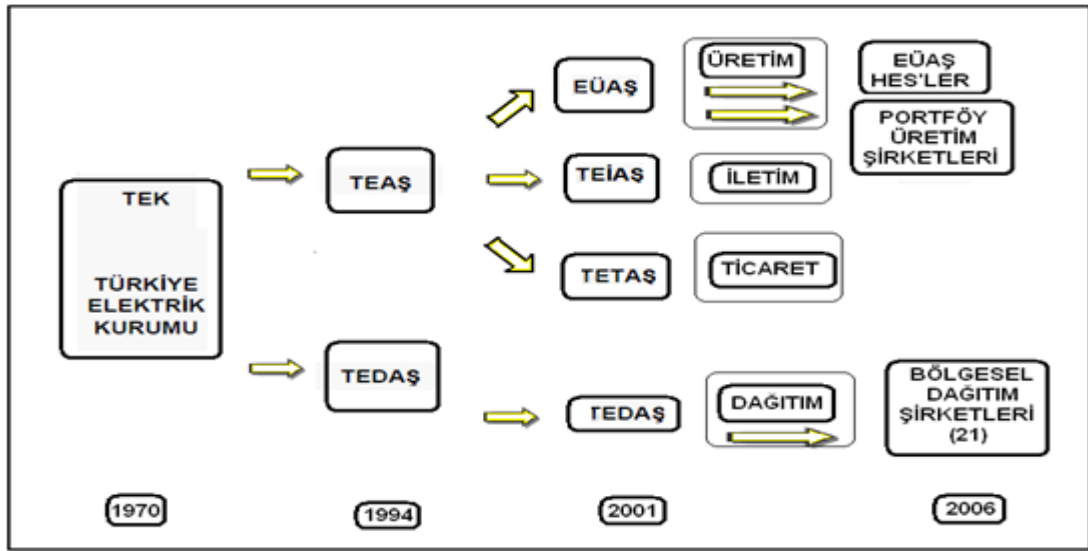 TEK
TÜRKİYE
ELEKTRİK
KURUMU
TEAŞ
TEDAŞ
EÜAŞ
TEİAŞ
TETAŞ
TEDAŞ
ÜRETİM
İLETİM
TİCARET
DAĞITIM
EÜAŞ
HES'LER
PORTFÖY
ÜRETİM
ŞİRKETLERİ
BÖLGESEL
DAĞITIM
ŞİRKETLERİ
(21)
1970
1994
2001
2006